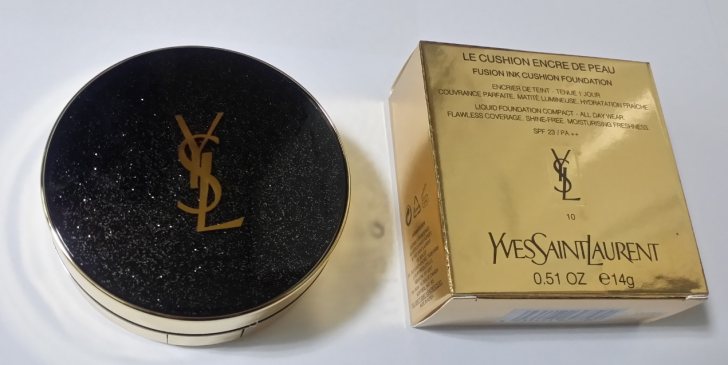 YSL
LE CUSHION ENCRE DE PEAU
FUSION INK CUSHION FOUNDATION
ENCRIER DE TEINT - TENUE 1 JOUR
COUVRANCE PARFAITE. MATITÉ LUMINEUSE. HYDRATATION FRAÎCHE
LIQUID FOUNDATION COMPACT - ALL DAY WEAR.
FLAWLESS COVERAGE. SHINE-FREE. MOISTURISING FRESHNESS.
SPF 23 / PA++
YSL
10
YVESSAINTLAURENT
0.51 OZ ℮14g